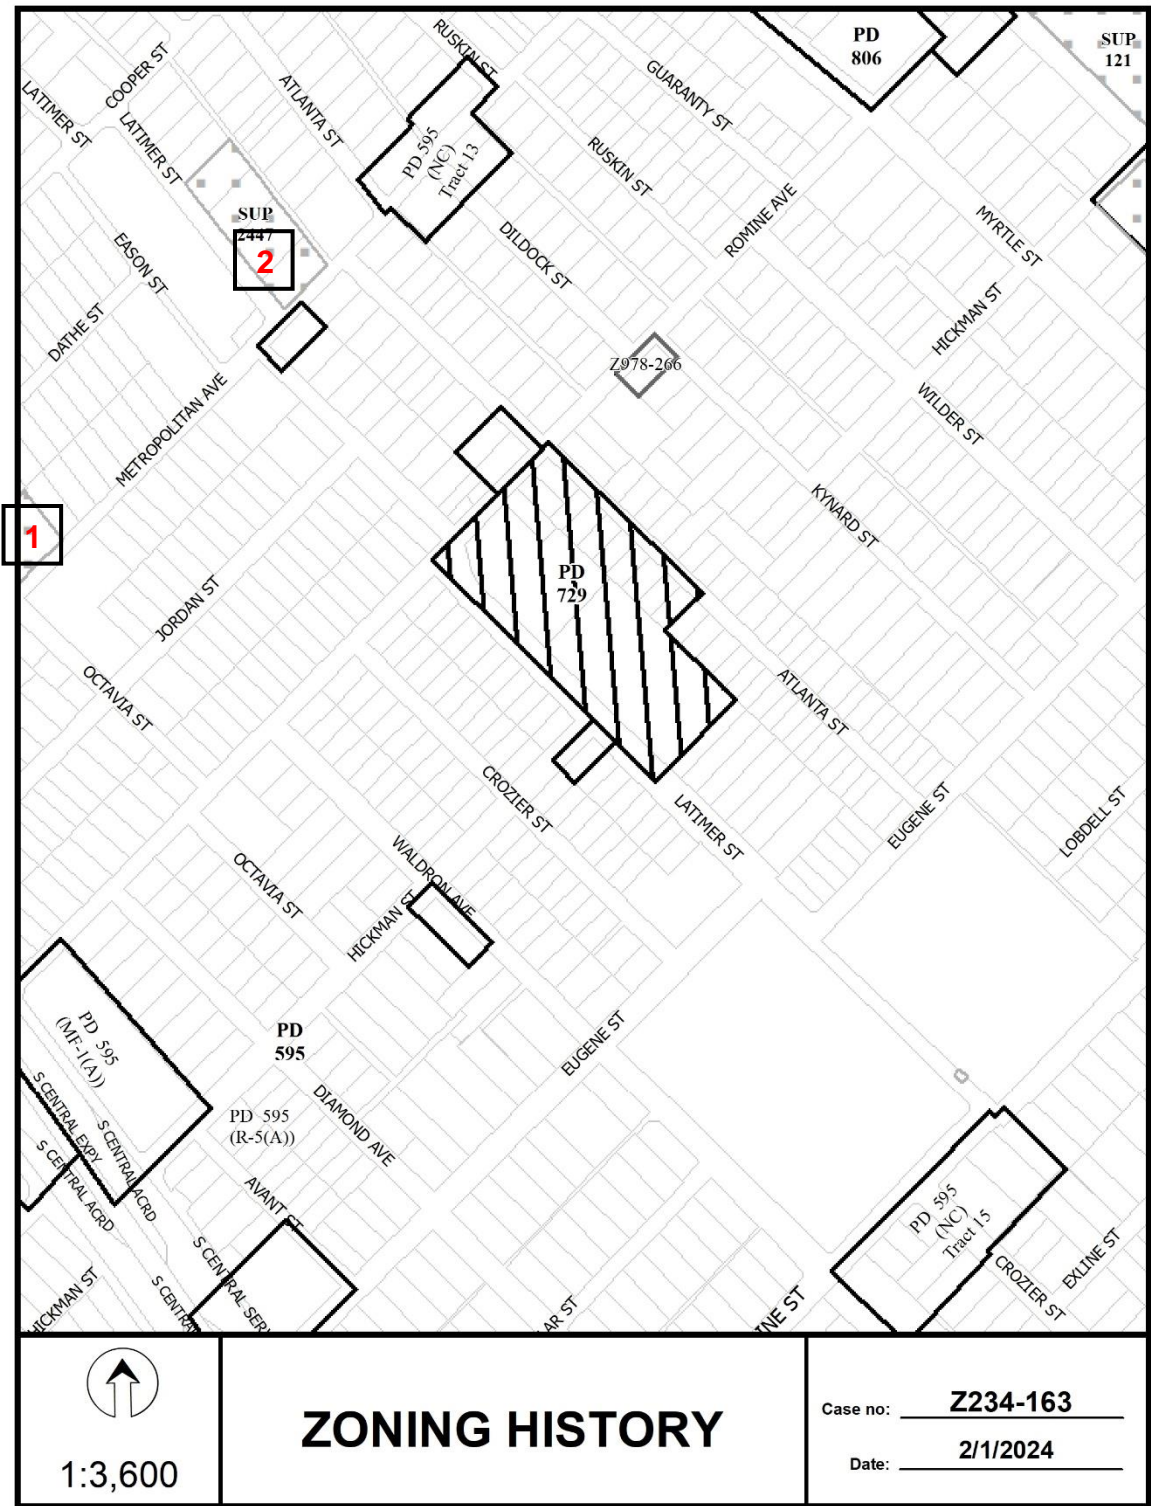 RUSKIN ST
PD
806
SUP
121
COOPER ST
ATLANTA ST
GUARANTY ST
LATIMER ST
LATIMER ST
PD 595
(NC)
Tract 13
RUSKIN ST
ROMINE AVE
SUP
2447
2
MYRTLE ST
EASON ST
DILDOCK ST
DATHE ST
HICKMAN ST
Z978-266
METROPOLITAN AVE
WILDER ST
1
KYNARD ST
PD
729
JORDAN ST
OCTAVIA ST
ATLANTA ST
CROZIER ST
LATIMER ST
EUGENE ST
LOBDELL ST
OCTAVIA ST
WALDRON AVE
HICKMAN ST
PD 595
(MF-1(A))
PD
595
EUGENE ST
S CENTRAL EXPY
S CENTRAL ACRD
S CENTRAL ACRD
PD 595
(R-5(A))
DIAMOND AVE
AVANT ST
PD 595
(NC)
Tract 15
S CENTRAL SER
S CENTRA
HICKMAN ST
AR ST
INE ST
CROZIER ST
EXLINE ST
1:3,600
ZONING HISTORY
Case no: Z234-163
Date: 2/1/2024